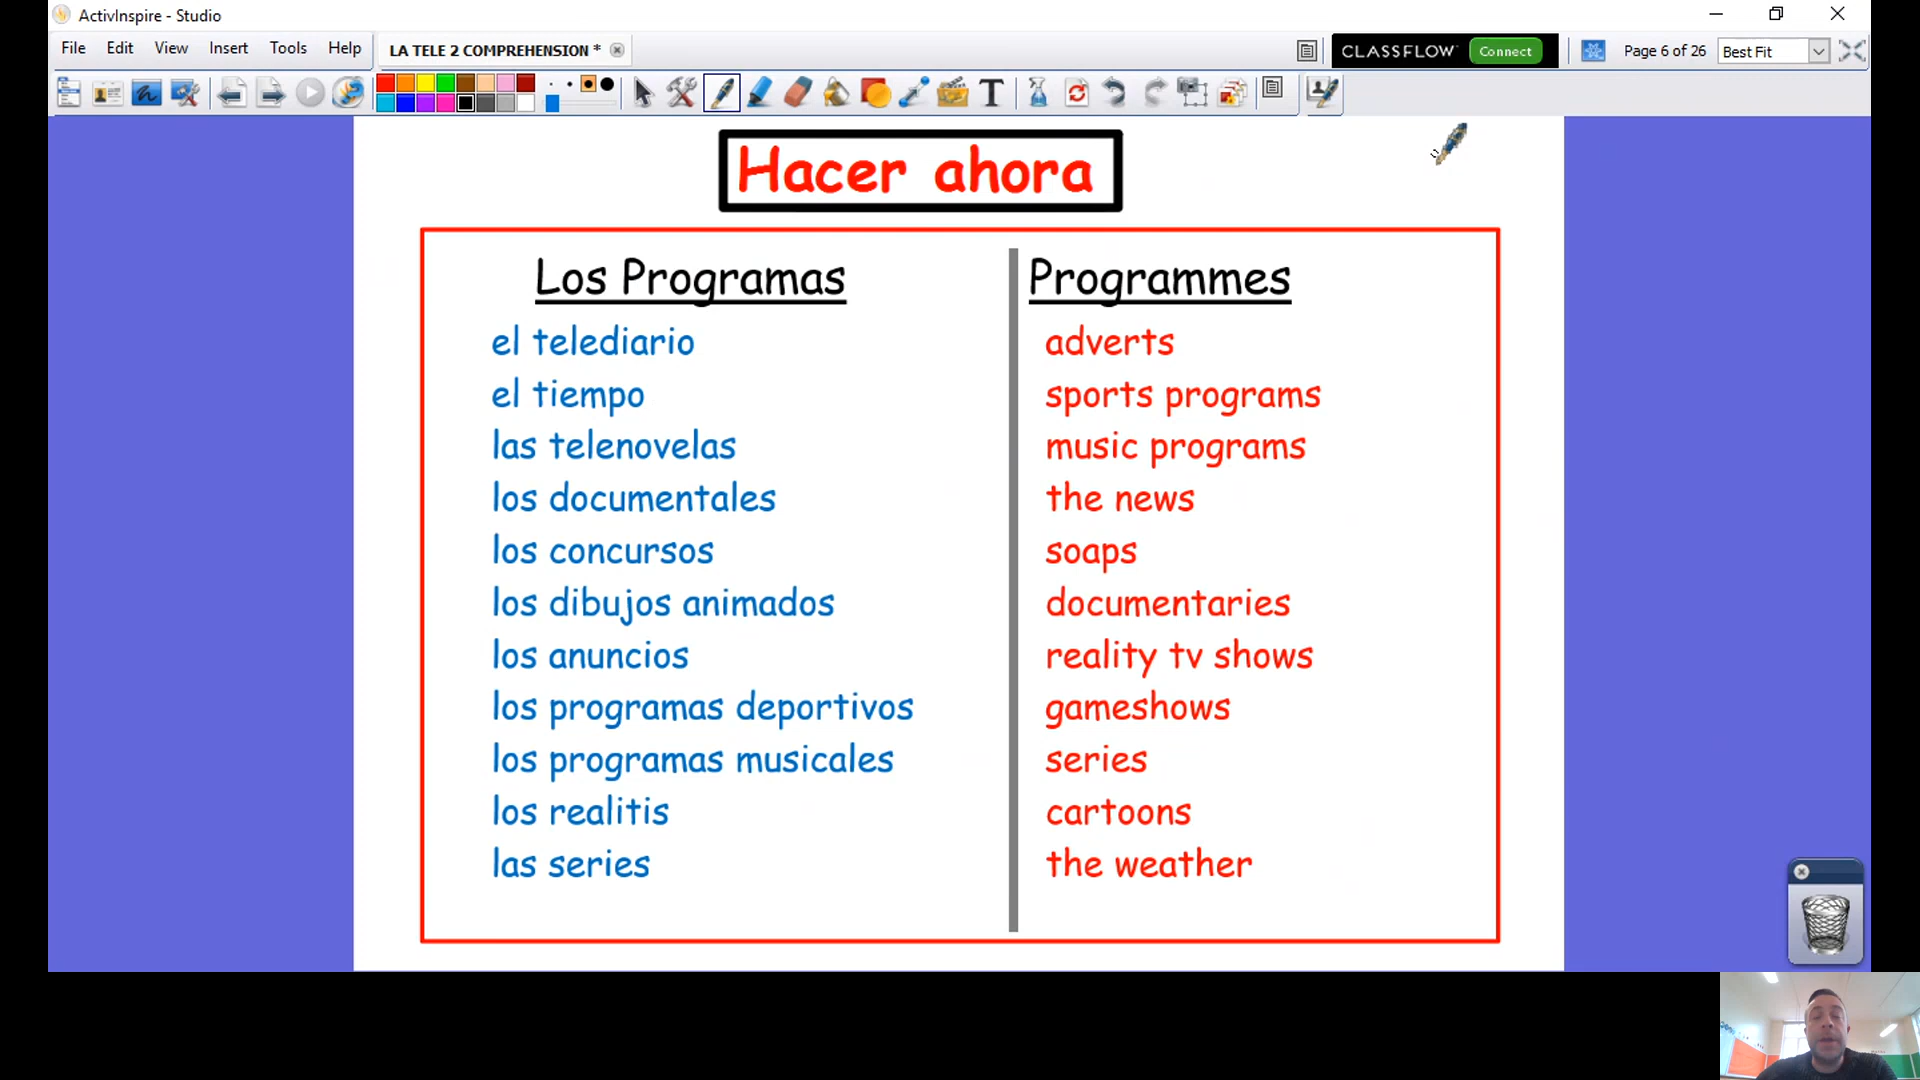 ActivInspire - Studio
File Edit View Insert Tools Help
LA TELE 2 COMPREHENSION *
CLASSFLOW Connect
Page 6 of 26
Best Fit
Hacer ahora
Los Programas
el telediario
el tiempo
las telenovelas
los documentales
los concursos
los dibujos animados
los anuncios
los programas deportivos
los programas musicales
los realitis
las series
Programmes
adverts
sports programs
music programs
the news
soaps
documentaries
reality tv shows
gameshows
series
cartoons
the weather